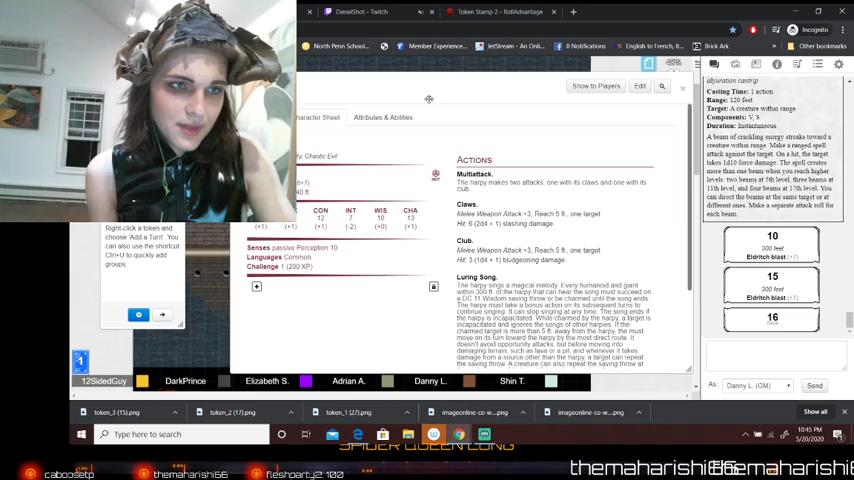 DieselShot – Twitch
Token Stamp 2 - RollAdvantage
Incognito
North Penn School...
Member Experience...
JetStream - An Onli...
0 Notifications
English to French, It...
Brick Ark
Other bookmarks
Show to Players
Edit
Character Sheet
Attributes & Abilities
Chaotic Evil
40 ft
CON
INT
WIS
CHA
12
7
10
13
(+1)
(+1)
(-2)
(+0)
(+1)
Senses passive Perception 10
Languages Common
Challenge 1 (200 XP)
ACTIONS
Multiattack.
The harpy makes two attacks: one with its claws and one with its
club.
Claws.
Melee Weapon Attack:+3, Reach 5 ft., one target
Hit: 6 (2d4 + 1) slashing damage
Club.
Melee Weapon Attack:+3, Reach 5 ft., one target
Hit: 3 (1d4 + 1) bludgeoning damage
Luring Song.
The harpy sings a magical melody. Every humanoid and giant
within 300 ft. of the harpy that can hear the song must succeed on
a DC 11 Wisdom saving throw or be charmed until the song ends.
The harpy must take a bonus action on its subsequent turns to
continue singing. It can stop singing at any time. The song ends if
the harpy is incapacitated. While charmed by the harpy, a target is
incapacitated and ignores the songs of other harpies. If the
charmed target is more than 5 ft. away from the harpy, the must
move on its turn toward the harpy by the most direct route. It
doesn't avoid opportunity attacks, but before moving into
damaging terrain, such as lava or a pit, and whenever it takes
damage from a source other than the harpy, a target can repeat
the saving throw. A creature can also repeat the saving throw at
Right-click a token and
choose 'Add a Turn'. You
can also use the shortcut
Ctrl+U to quickly add
groups.
abjuration cantrip
Casting Time: 1 action
Range: 120 feet
Target: A creature within range
Components: V, S
Duration: Instantaneous
A beam of crackling energy streaks toward a
creature within range. Make a ranged spell
attack against the target. On a hit, the target
takes 1d10 force damage. The spell creates
more than one beam when you reach higher
levels: two beams at 5th level, three beams at
11th level, and four beams at 17th level. You
can direct the beams at the same target or at
different ones. Make a separate attack roll for
each beam.
10
300 feet
Eldritch blast (+7)
15
300 feet
Eldritch blast (+7)
16
As:
Danny L. (GM)
Send
1
12SidedGuy
DarkPrince
Elizabeth S.
Adrian A.
Danny L.
Shin T.
token_3 (15).png
token_2 (17).png
token_1 (27).png
imageonline-co-w....png
imageonline-co-w....png
Show all
Type here to search
10:45 PM
5/20/2020
SPIDER QUEEN LONG
caboosetp
themaharishi66
fleshparty2: 100
themaharishi66
themaharishi6